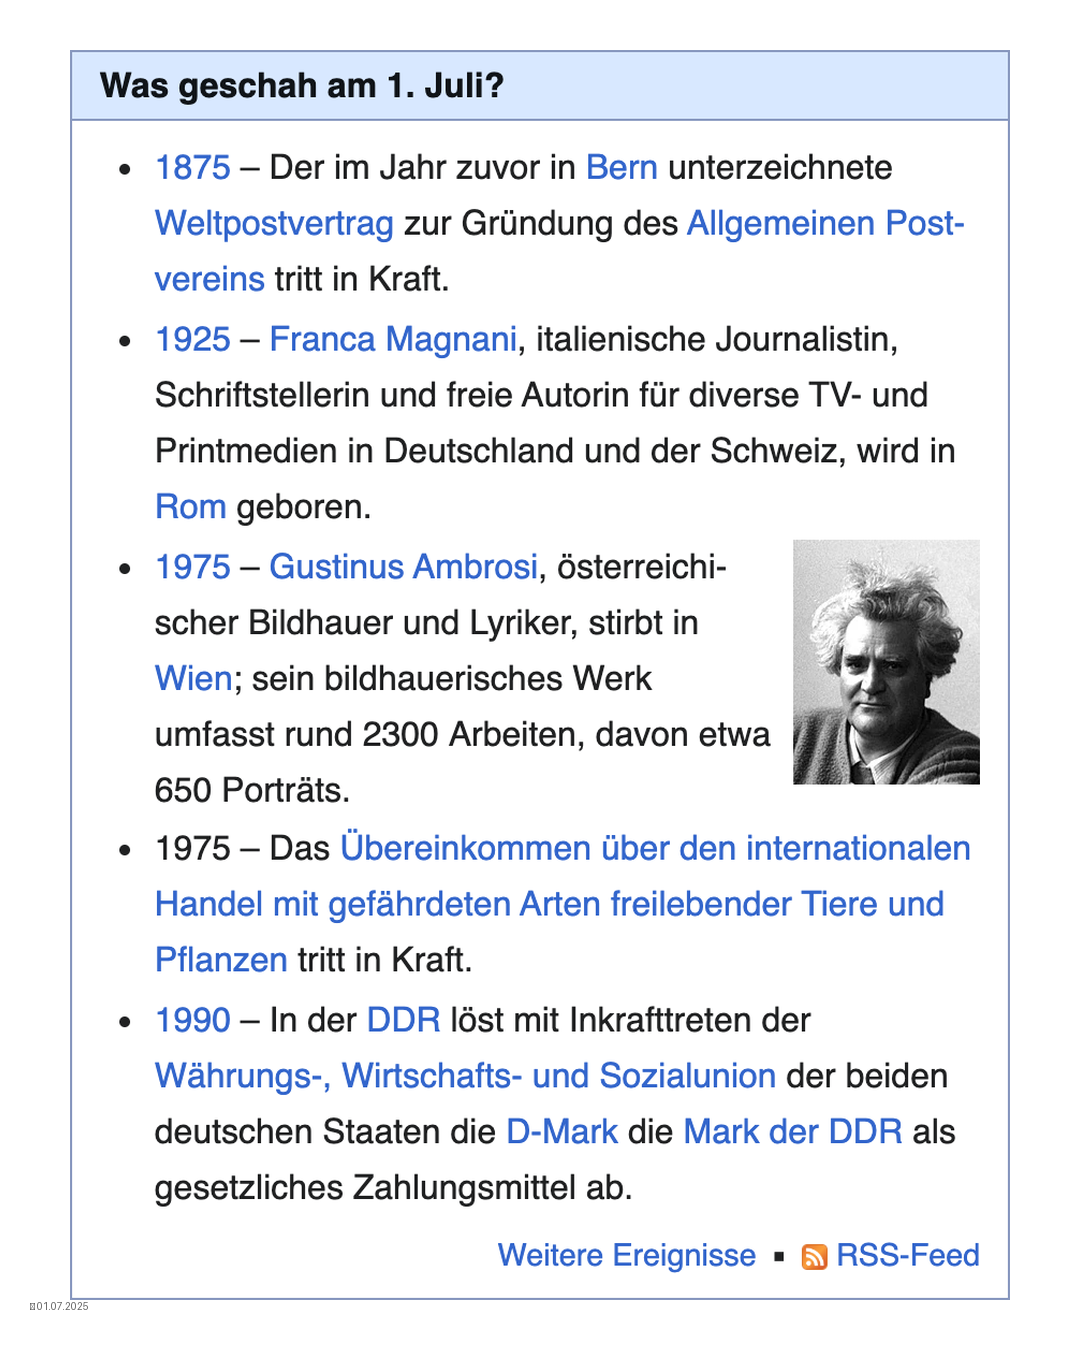 Was geschah am 1. Juli?
1875 – Der im Jahr zuvor in Bern unterzeichnete
Weltpostvertrag zur Gründung des Allgemeinen Post-
vereins tritt in Kraft.
1925 – Franca Magnani, italienische Journalistin,
Schriftstellerin und freie Autorin für diverse TV- und
Printmedien in Deutschland und der Schweiz, wird in
Rom geboren.
1975 – Gustinus Ambrosi, österreichi-
scher Bildhauer und Lyriker, stirbt in
Wien; sein bildhauerisches Werk
umfasst rund 2300 Arbeiten, davon etwa
650 Porträts.
1975 – Das Übereinkommen über den internationalen
Handel mit gefährdeten Arten freilebender Tiere und
Pflanzen tritt in Kraft.
1990 – In der DDR löst mit Inkrafttreten der
Währungs-, Wirtschafts- und Sozialunion der beiden
deutschen Staaten die D-Mark die Mark der DDR als
gesetzliches Zahlungsmittel ab.
Weitere Ereignisse ▪ RSS-Feed
01.07.2025